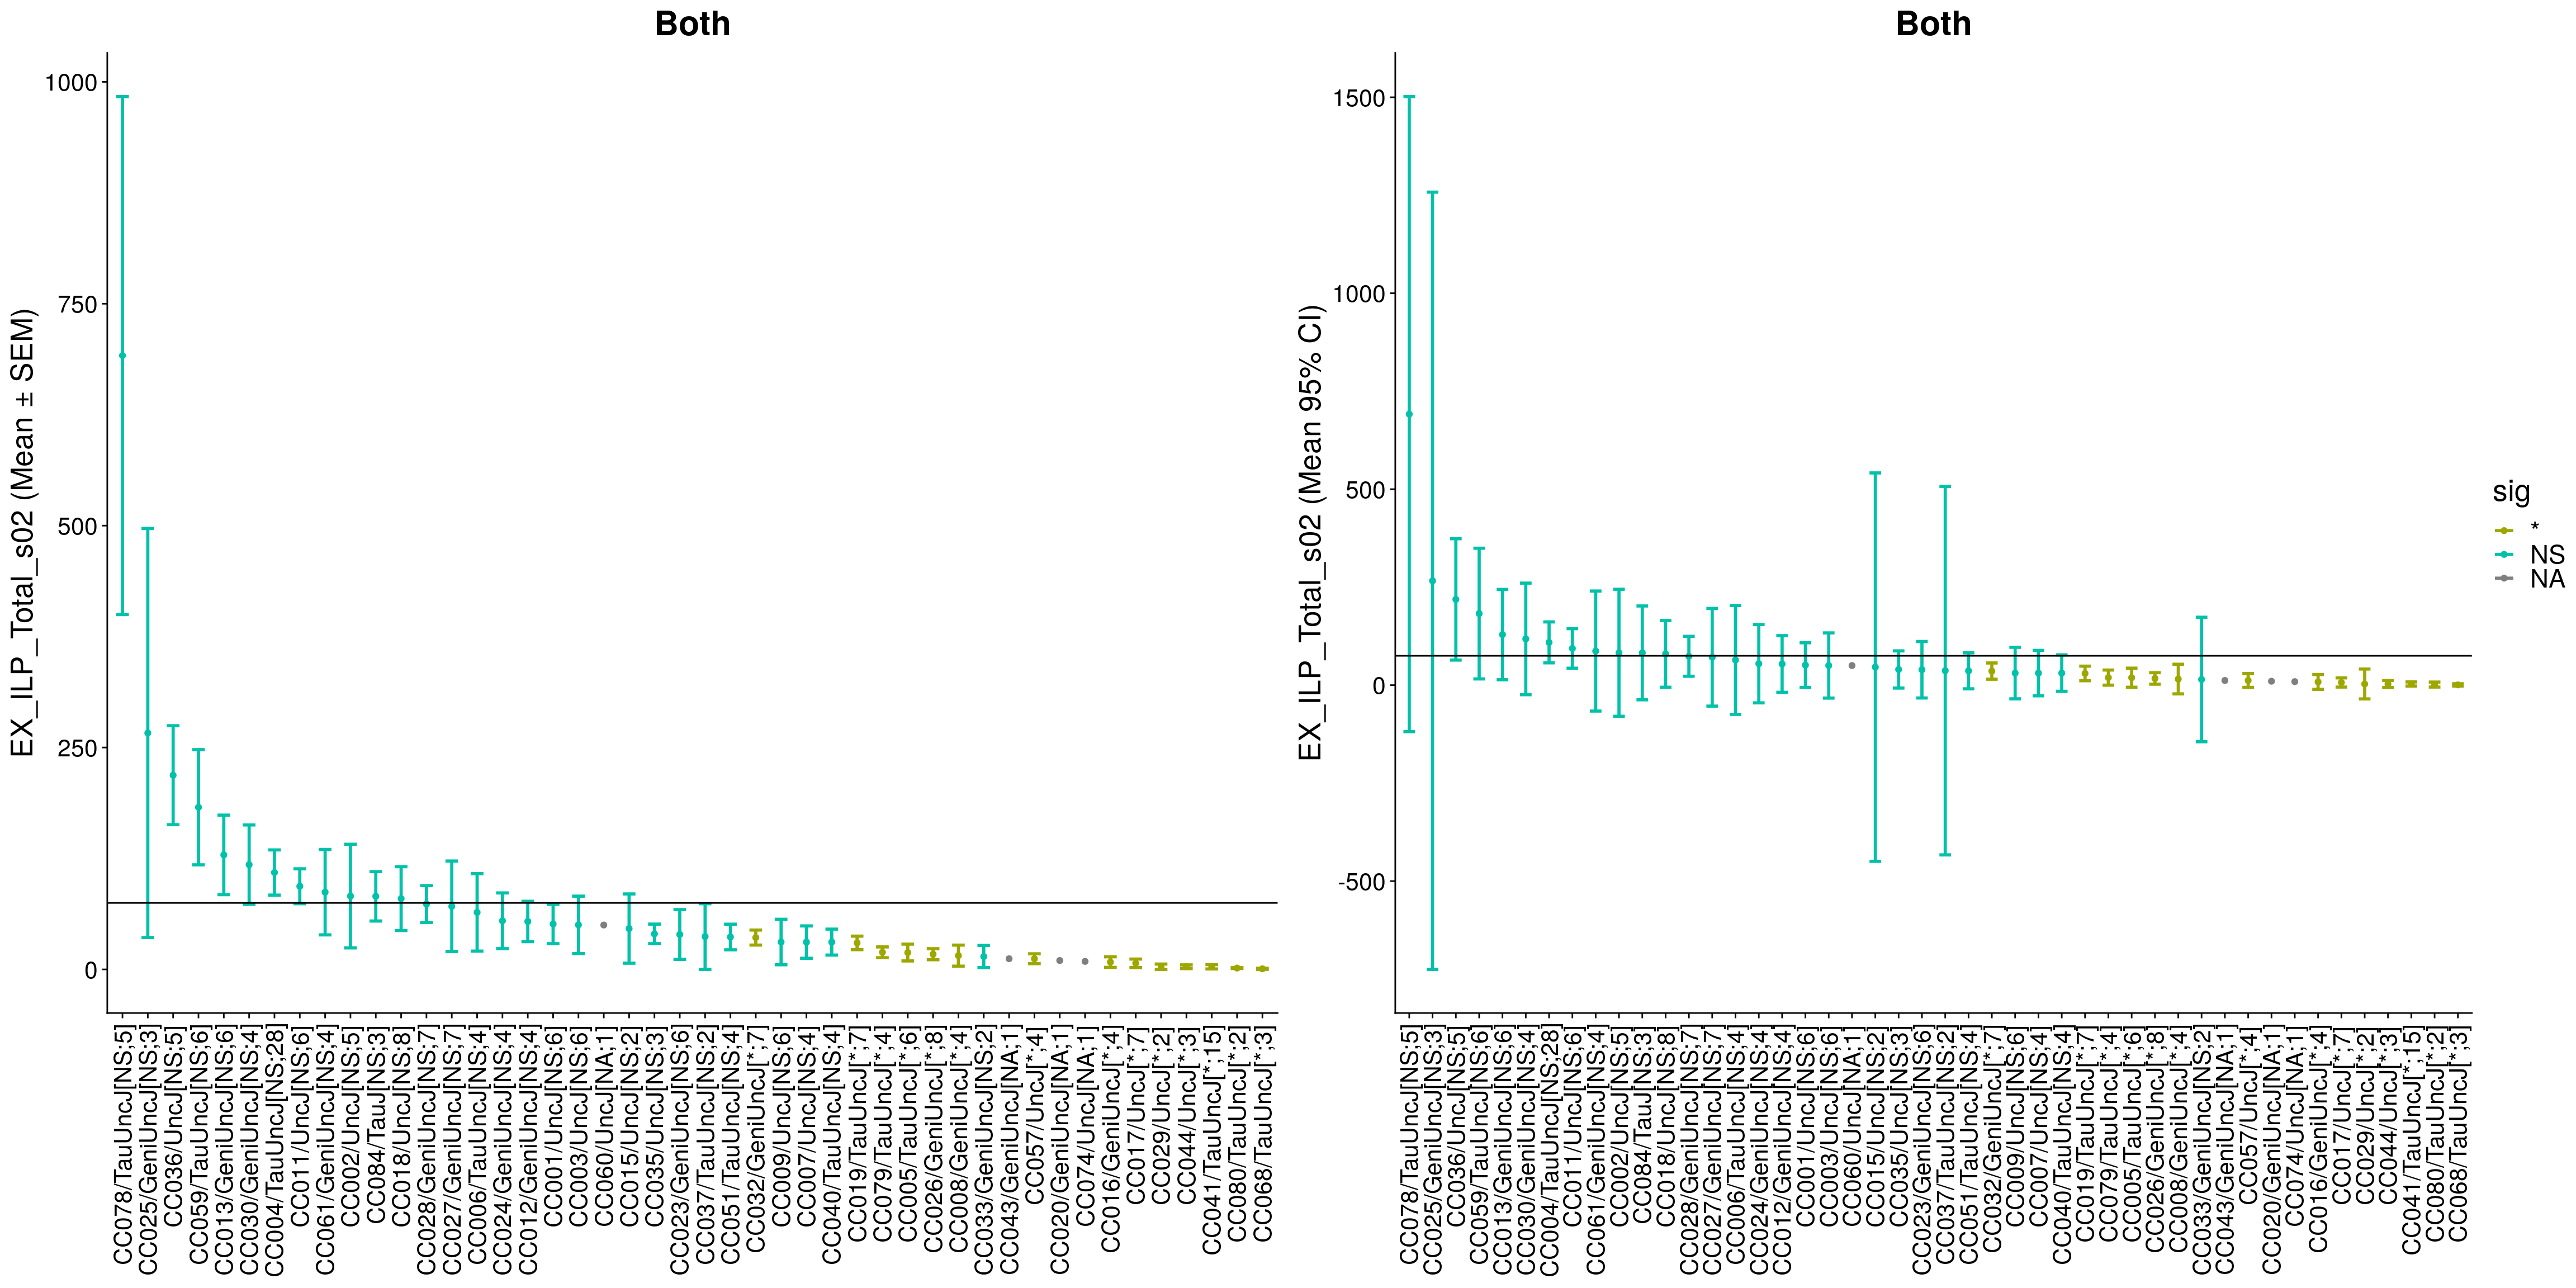 Both
EX_ILP_Total_s02 (Mean ± SEM)
1000
750
500
250
0
CC078/TauUncJ[NS;5]
CC025/GeniUncJ[NS;3]
CC036/UncJ[NS;5]
CC059/TauUncJ[NS;6]
CC013/GeniUncJ[NS;6]
CC030/GeniUncJ[NS;4]
CC004/TauUncJ[NS;28]
CC011/UncJ[NS;6]
CC061/GeniUncJ[NS;4]
CC002/UncJ[NS;5]
CC084/TauJ[NS;3]
CC018/UncJ[NS;8]
CC028/GeniUncJ[NS;7]
CC027/GeniUncJ[NS;7]
CC006/TauUncJ[NS;4]
CC024/GeniUncJ[NS;4]
CC012/GeniUncJ[NS;4]
CC001/UncJ[NS;6]
CC003/UncJ[NS;6]
CC060/UncJ[NA;1]
CC015/UncJ[NS;2]
CC035/UncJ[NS;3]
CC023/GeniUncJ[NS;6]
CC037/TauUncJ[NS;2]
CC051/TauUncJ[NS;4]
CC032/GeniUncJ[*;7]
CC009/UncJ[NS;6]
CC007/UncJ[NS;4]
CC040/TauUncJ[NS;4]
CC019/TauUncJ[*;7]
CC079/TauUncJ[*;4]
CC005/TauUncJ[*;6]
CC026/GeniUncJ[*;8]
CC008/GeniUncJ[*;4]
CC033/GeniUncJ[NS;2]
CC043/GeniUncJ[NA;1]
CC057/UncJ[*;4]
CC020/GeniUncJ[NA;1]
CC074/UncJ[NA;1]
CC016/GeniUncJ[*;4]
CC017/UncJ[*;7]
CC029/UncJ[*;2]
CC044/UncJ[*;3]
CC041/TauUncJ[*;15]
CC080/TauUncJ[*;2]
CC068/TauUncJ[*;3]
Both
EX_ILP_Total_s02 (Mean 95% CI)
1500
1000
500
0
-500
CC078/TauUncJ[NS;5]
CC025/GeniUncJ[NS;3]
CC036/UncJ[NS;5]
CC059/TauUncJ[NS;6]
CC013/GeniUncJ[NS;6]
CC030/GeniUncJ[NS;4]
CC004/TauUncJ[NS;28]
CC011/UncJ[NS;6]
CC061/GeniUncJ[NS;4]
CC002/UncJ[NS;5]
CC084/TauJ[NS;3]
CC018/UncJ[NS;8]
CC028/GeniUncJ[NS;7]
CC027/GeniUncJ[NS;7]
CC006/TauUncJ[NS;4]
CC024/GeniUncJ[NS;4]
CC012/GeniUncJ[NS;4]
CC001/UncJ[NS;6]
CC003/UncJ[NS;6]
CC060/UncJ[NA;1]
CC015/UncJ[NS;2]
CC035/UncJ[NS;3]
CC023/GeniUncJ[NS;6]
CC037/TauUncJ[NS;2]
CC051/TauUncJ[NS;4]
CC032/GeniUncJ[*;7]
CC009/UncJ[NS;6]
CC007/UncJ[NS;4]
CC040/TauUncJ[NS;4]
CC019/TauUncJ[*;7]
CC079/TauUncJ[*;4]
CC005/TauUncJ[*;6]
CC026/GeniUncJ[*;8]
CC008/GeniUncJ[*;4]
CC033/GeniUncJ[NS;2]
CC043/GeniUncJ[NA;1]
CC057/UncJ[*;4]
CC020/GeniUncJ[NA;1]
CC074/UncJ[NA;1]
CC016/GeniUncJ[*;4]
CC017/UncJ[*;7]
CC029/UncJ[*;2]
CC044/UncJ[*;3]
CC041/TauUncJ[*;15]
CC080/TauUncJ[*;2]
CC068/TauUncJ[*;3]
sig
*
NS
NA